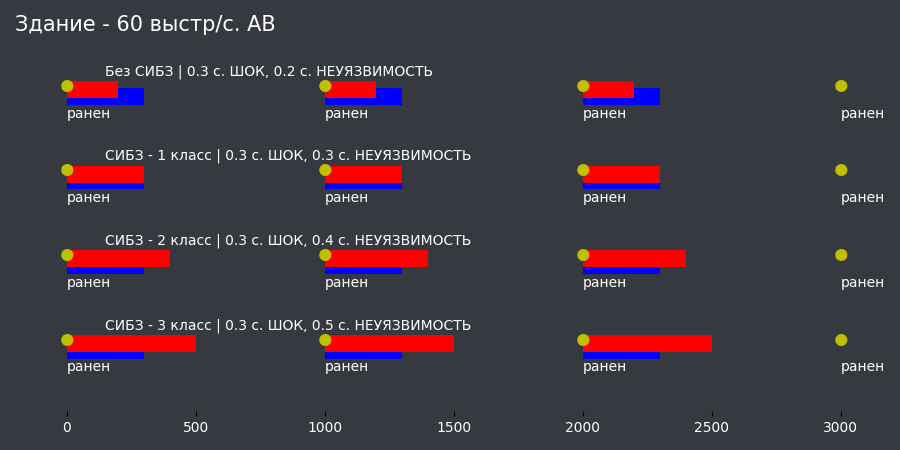 Здание - 60 выстр/с. АВ
Без СИБЗ | 0.3 с. ШОК, 0.2 с. НЕУЯЗВИМОСТЬ
ранен ранен ранен ранен
СИБЗ - 1 класс | 0.3 с. ШОК, 0.3 с. НЕУЯЗВИМОСТЬ
ранен ранен ранен ранен
СИБЗ - 2 класс | 0.3 с. ШОК, 0.4 с. НЕУЯЗВИМОСТЬ
ранен ранен ранен ранен
СИБЗ - 3 класс | 0.3 с. ШОК, 0.5 с. НЕУЯЗВИМОСТЬ
ранен ранен ранен ранен
0 500 1000 1500 2000 2500 3000